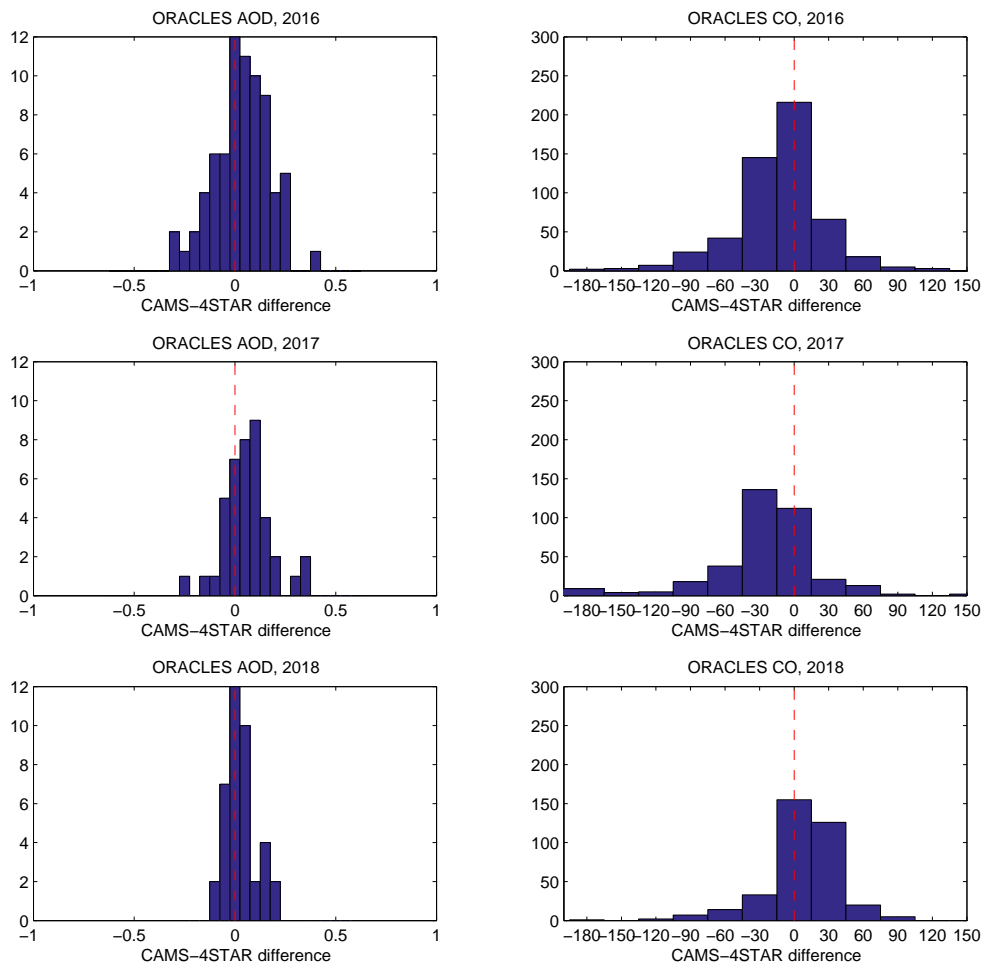 ORACLES AOD, 2016
12
10
8
6
4
2
0
−1 −0.5 0 0.5 1
CAMS−4STAR difference
ORACLES CO, 2016
300
250
200
150
100
50
0
−180−150−120 −90 −60 −30 0 30 60 90 120 150
CAMS−4STAR difference
ORACLES AOD, 2017
12
10
8
6
4
2
0
−1 −0.5 0 0.5 1
CAMS−4STAR difference
ORACLES CO, 2017
300
250
200
150
100
50
0
−180−150−120 −90 −60 −30 0 30 60 90 120 150
CAMS−4STAR difference
ORACLES AOD, 2018
12
10
8
6
4
2
0
−1 −0.5 0 0.5 1
CAMS−4STAR difference
ORACLES CO, 2018
300
250
200
150
100
50
0
−180−150−120 −90 −60 −30 0 30 60 90 120 150
CAMS−4STAR difference